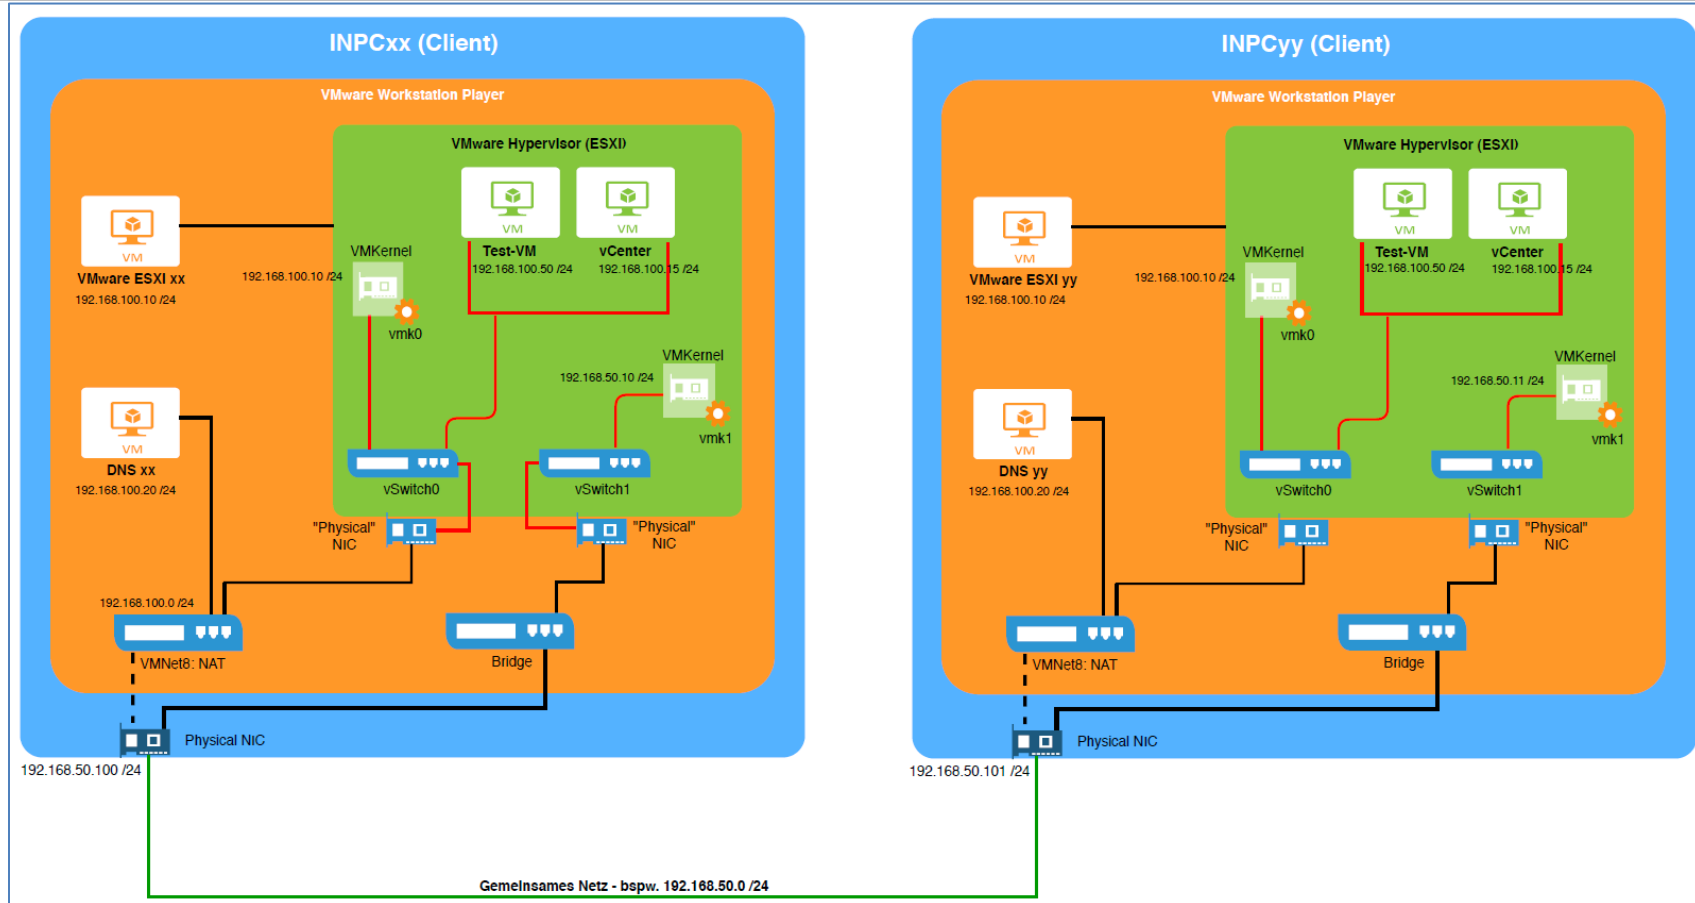 INPCxx (Client)
VMware Workstation Player
VMware Hypervisor (ESXI)
VM
VMware ESXI xx
192.168.100.10 /24
VM
Test-VM
192.168.100.50 /24
VM
vCenter
192.168.100.15 /24
VMKernel
192.168.100.10 /24
vmk0
VMKernel
192.168.50.10 /24
vmk1
VM
DNS xx
192.168.100.20 /24
vSwitch0
vSwitch1
"Physical"
NIC
"Physical"
NIC
192.168.100.0 /24
VMNet8: NAT
Bridge
Physical NIC
192.168.50.100 /24
INPCyy (Client)
VMware Workstation Player
VMware Hypervisor (ESXI)
VM
VMware ESXI yy
192.168.100.10 /24
VM
Test-VM
192.168.100.50 /24
VM
vCenter
192.168.100.15 /24
VMKernel
192.168.100.10 /24
vmk0
VMKernel
192.168.50.11 /24
vmk1
VM
DNS yy
192.168.100.20 /24
vSwitch0
vSwitch1
"Physical"
NIC
"Physical"
NIC
VMNet8: NAT
Bridge
Physical NIC
192.168.50.101 /24
Gemeinsames Netz - bspw. 192.168.50.0 /24